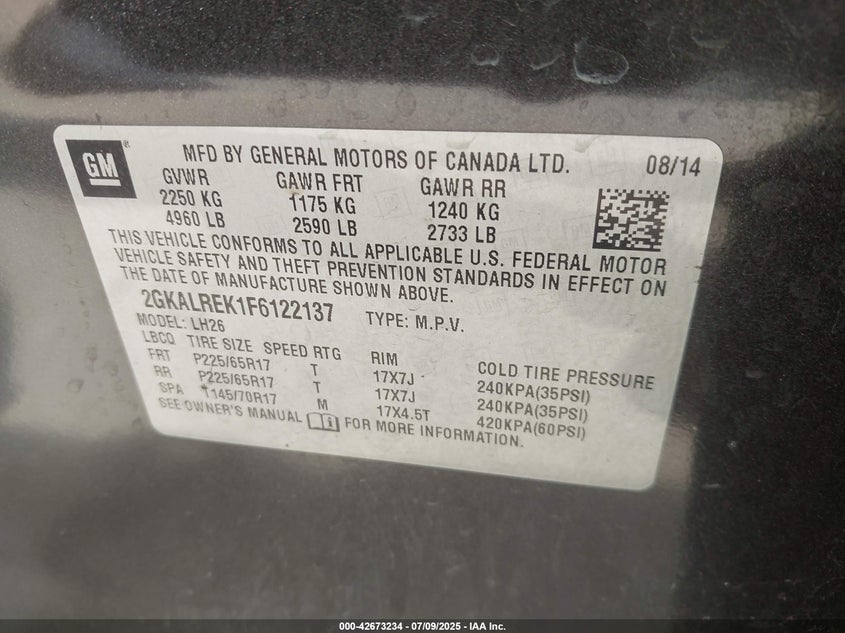 GM
MFD BY GENERAL MOTORS OF CANADA LTD. 08/14
GVWR GAWR FRT GAWR RR
2250 KG 1175 KG 1240 KG
4960 LB 2590 LB 2733 LB
THIS VEHICLE CONFORMS TO ALL APPLICABLE U.S. FEDERAL MOTOR
VEHICLE SAFETY AND THEFT PREVENTION STANDARDS IN EFFECT ON
THE DATE OF MANUFACTURE SHOWN ABOVE.
2GKALREK1F6122137 TYPE: M.P.V.
MODEL: LH26
LBCQ TIRE SIZE SPEED RTG RIM COLD TIRE PRESSURE
FRT P225/65R17 T 17X7J 240KPA(35PSI)
RR P225/65R17 T 17X7J 240KPA(35PSI)
SPA T145/70R17 M 17X4.5T 420KPA(60PSI)
SEE OWNER'S MANUAL FOR MORE INFORMATION.
000-42673234 / 07/09/2025 - IAA Inc.